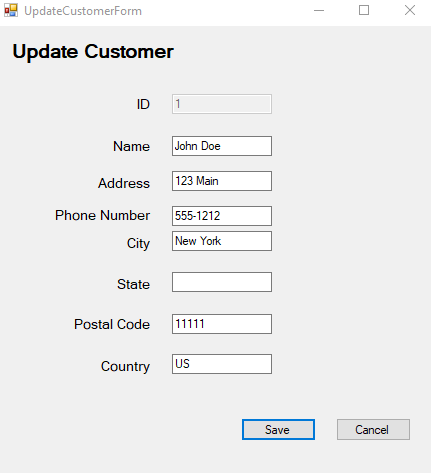 UpdateCustomerForm
Update Customer
ID 1
Name John Doe
Address 123 Main
Phone Number 555-1212
City New York
State
Postal Code 11111
Country US
Save Cancel